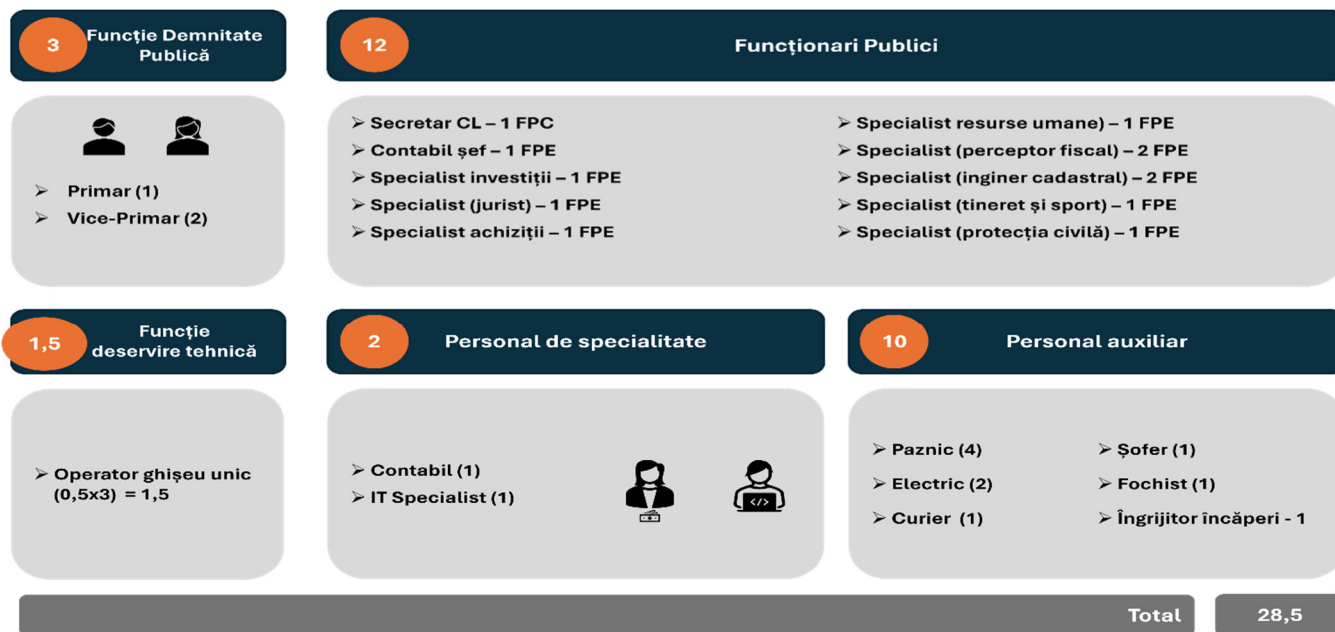 3
Funcție Demnitate
Publică
12
Funcționari Publici
➢ Primar (1)
➢ Vice-Primar (2)
➢ Secretar CL – 1 FPC
➢ Contabil șef – 1 FPE
➢ Specialist investiții – 1 FPE
➢ Specialist (jurist) – 1 FPE
➢ Specialist achiziții – 1 FPE
➢ Specialist resurse umane) – 1 FPE
➢ Specialist (perceptor fiscal) – 2 FPE
➢ Specialist (inginer cadastral) – 2 FPE
➢ Specialist (tineret și sport) – 1 FPE
➢ Specialist (protecția civilă) – 1 FPE
1,5
Funcție
deservire tehnică
2
Personal de specialitate
10
Personal auxiliar
➢ Operator ghișeu unic
(0,5x3) = 1,5
➢ Contabil (1)
➢ IT Specialist (1)
</>
➢ Paznic (4)
➢ Electric (2)
➢ Curier (1)
➢ Șofer (1)
➢ Fochist (1)
➢ Îngrijitor încăperi - 1
Total 28,5